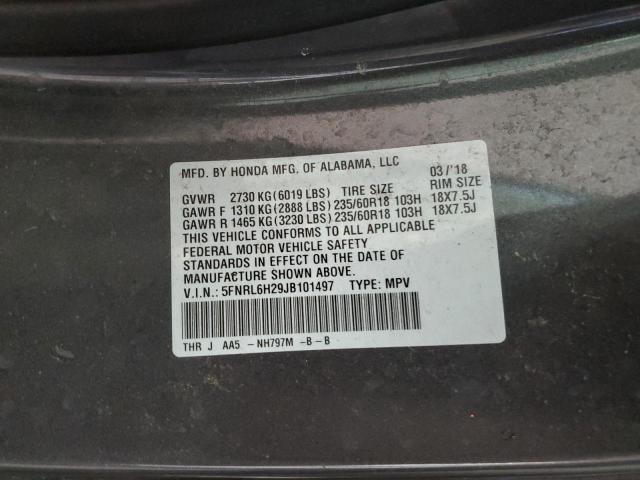 MFD. BY HONDA MFG. OF ALABAMA, LLC 03/'18
GVWR 2730 KG(6019 LBS) TIRE SIZE RIM SIZE
GAWR F 1310 KG(2888 LBS)235/60R18 103H 18X7.5J
GAWR R 1465 KG(3230 LBS)235/60R18 103H 18X7.5J
THIS VEHICLE CONFORMS TO ALL APPLICABLE
FEDERAL MOTOR VEHICLE SAFETY
STANDARDS IN EFFECT ON THE DATE OF
MANUFACTURE SHOWN ABOVE.
V.I.N.: 5FNRL6H29JB101497 TYPE: MPV
THR J AA5 -NH797M -B-B